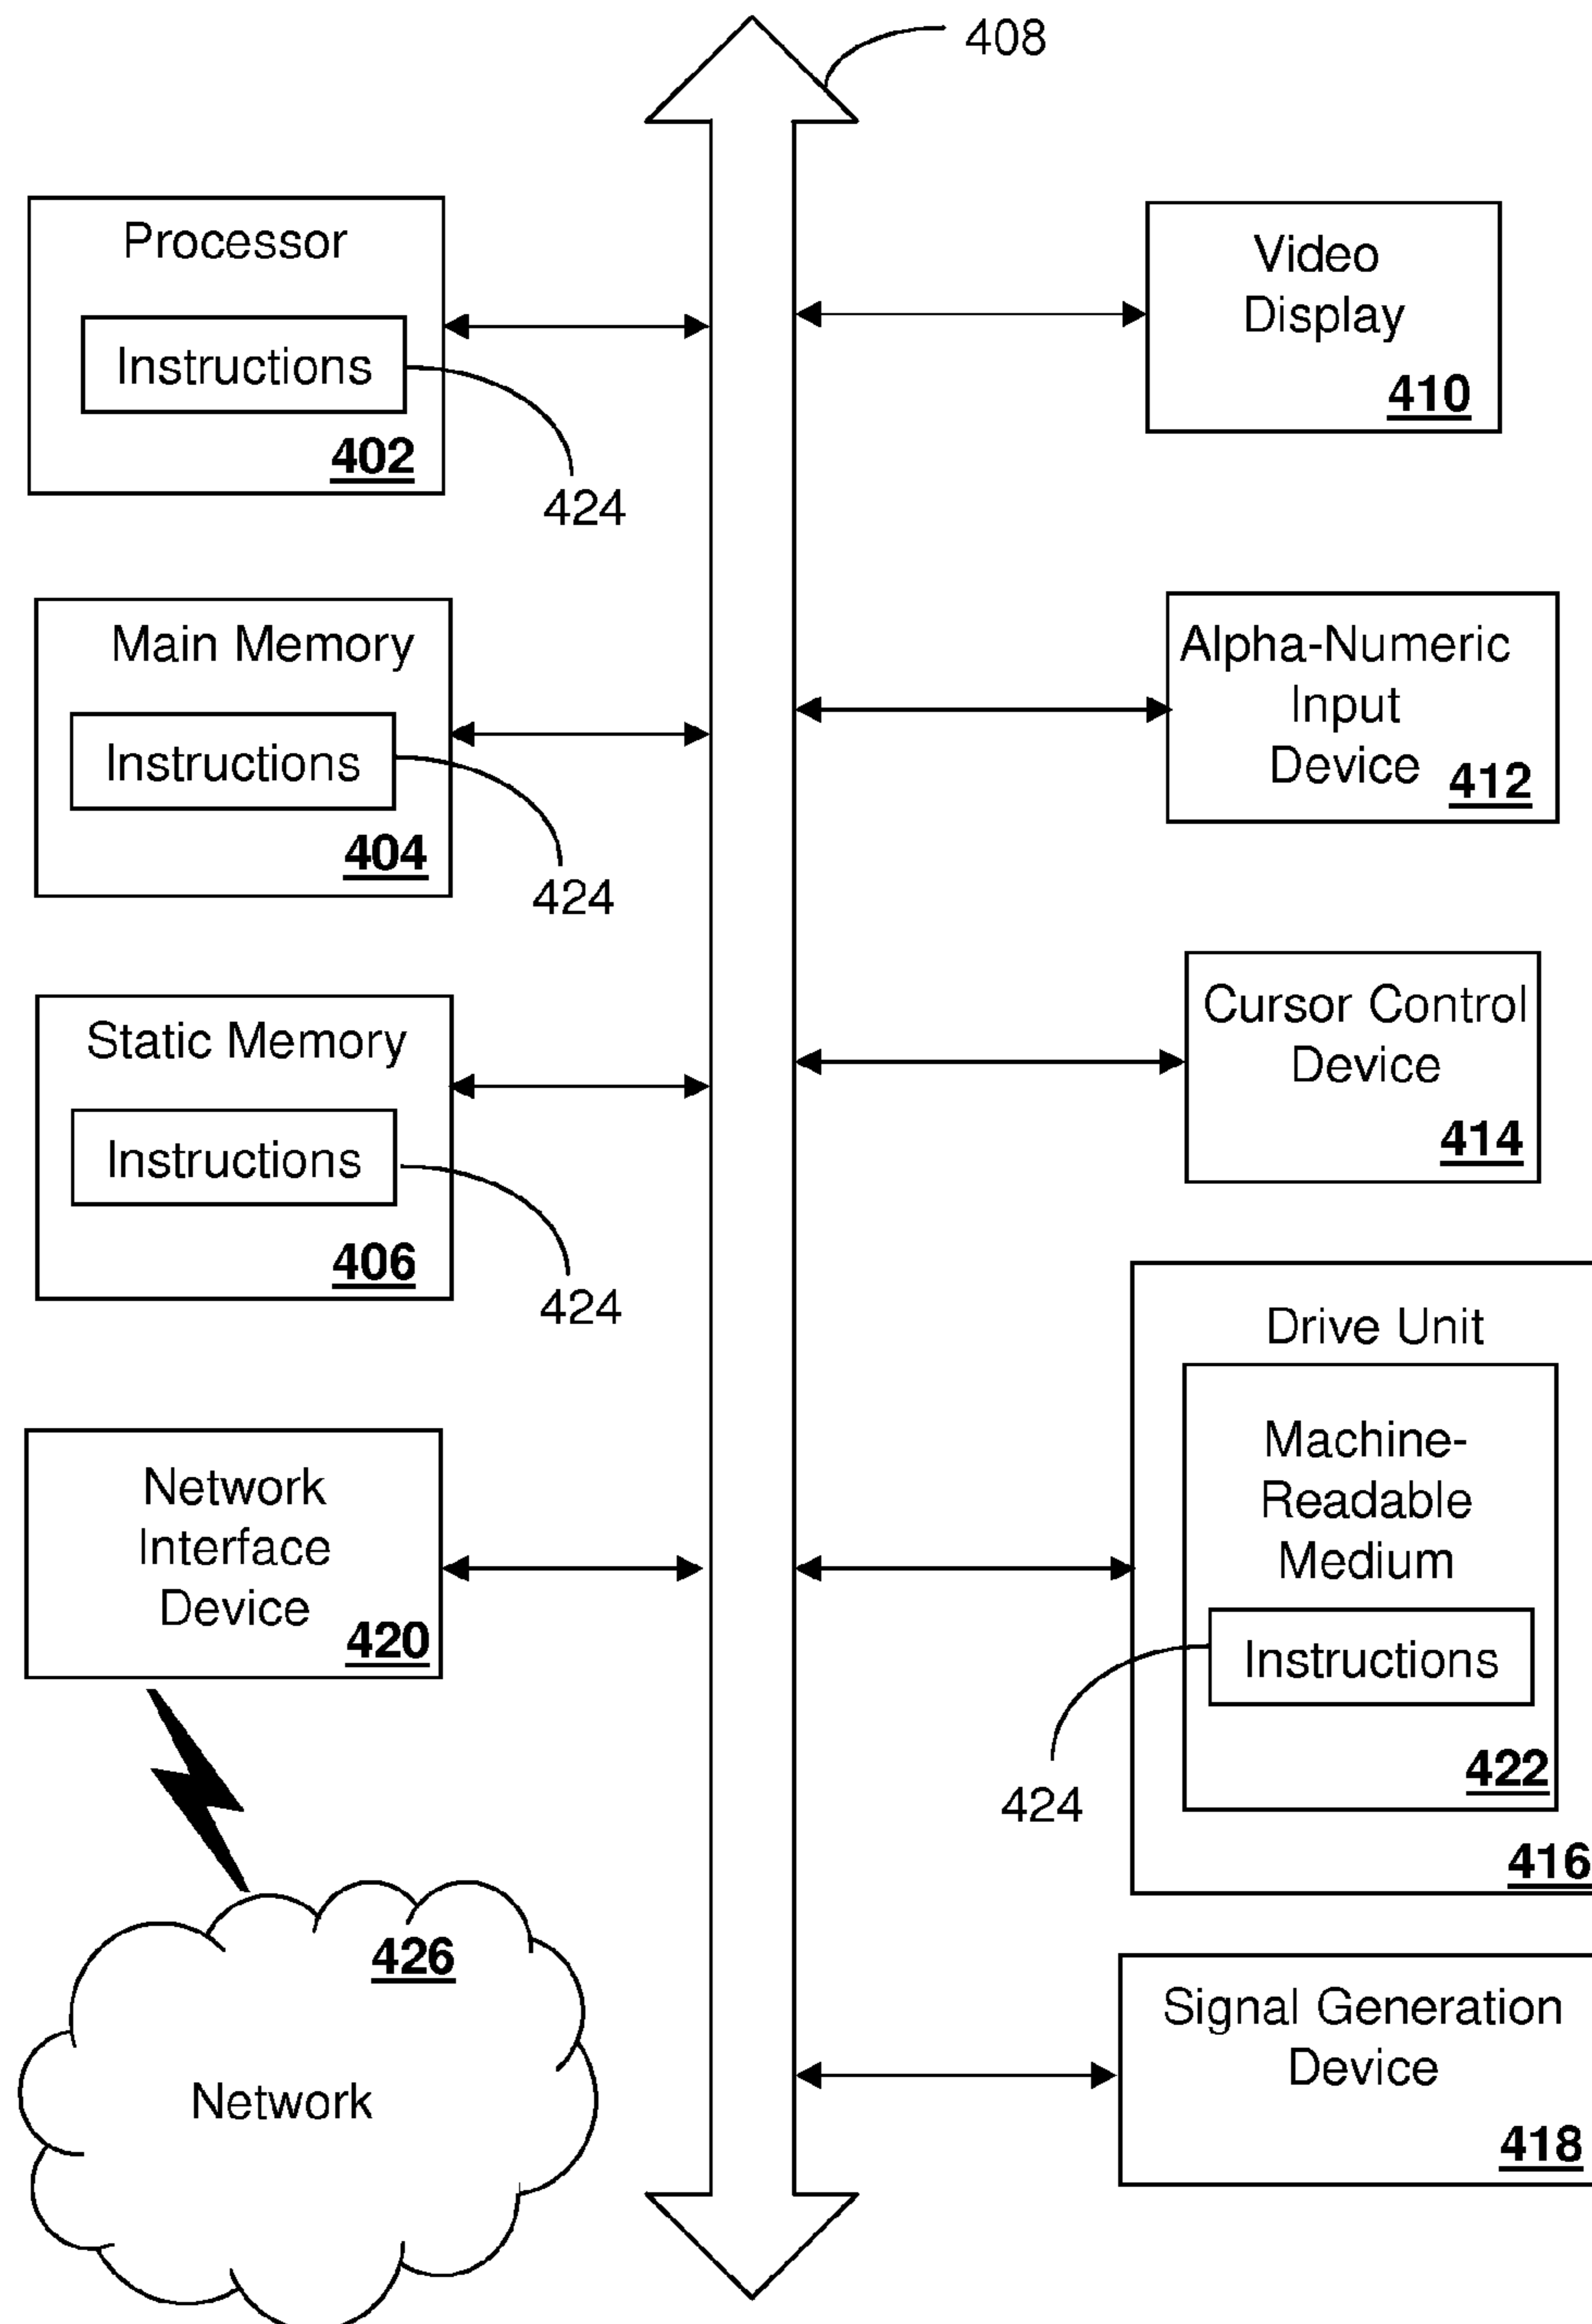 408
Processor
Instructions
402
424
Main Memory
Instructions
404
424
Static Memory
Instructions
406
424
Network
Interface
Device
420
426
Network
Video
Display
410
Alpha-Numeric
Input
Device
412
Cursor Control
Device
414
Drive Unit
Machine-
Readable
Medium
Instructions
422
424
416
Signal Generation
Device
418